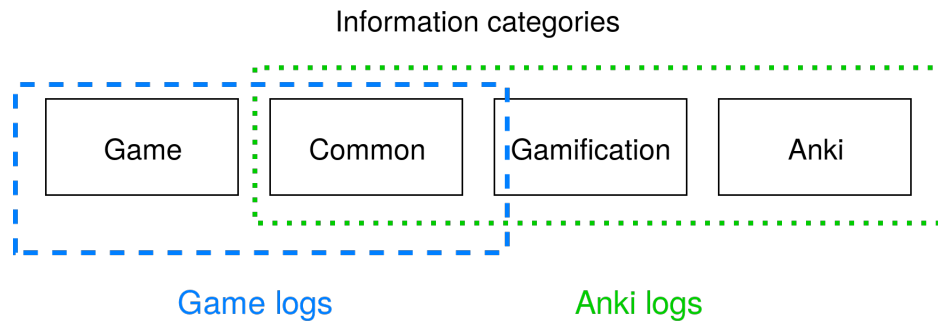 Information categories
Game Common Gamification Anki
Game logs Anki logs